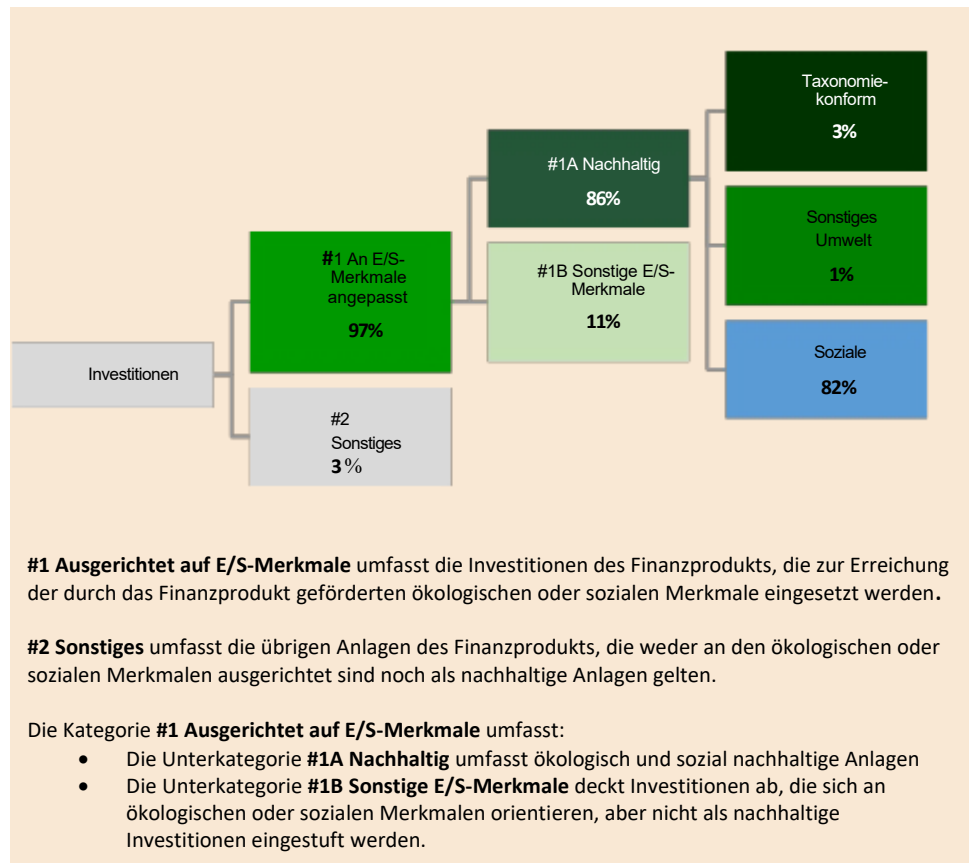 Taxonomie-
konform
3%
#1A Nachhaltig
86%
Sonstiges
Umwelt
1%
#1 An E/S-
Merkmale
angepasst
97%
#1B Sonstige E/S-
Merkmale
11%
Soziale
82%
Investitionen
#2
Sonstiges
3%
#1 Ausgerichtet auf E/S-Merkmale umfasst die Investitionen des Finanzprodukts, die zur Erreichung
der durch das Finanzprodukt geförderten ökologischen oder sozialen Merkmale eingesetzt werden.
#2 Sonstiges umfasst die übrigen Anlagen des Finanzprodukts, die weder an den ökologischen oder
sozialen Merkmalen ausgerichtet sind noch als nachhaltige Anlagen gelten.
Die Kategorie #1 Ausgerichtet auf E/S-Merkmale umfasst:
• Die Unterkategorie #1A Nachhaltig umfasst ökologisch und sozial nachhaltige Anlagen
• Die Unterkategorie #1B Sonstige E/S-Merkmale deckt Investitionen ab, die sich an
ökologischen oder sozialen Merkmalen orientieren, aber nicht als nachhaltige
Investitionen eingestuft werden.